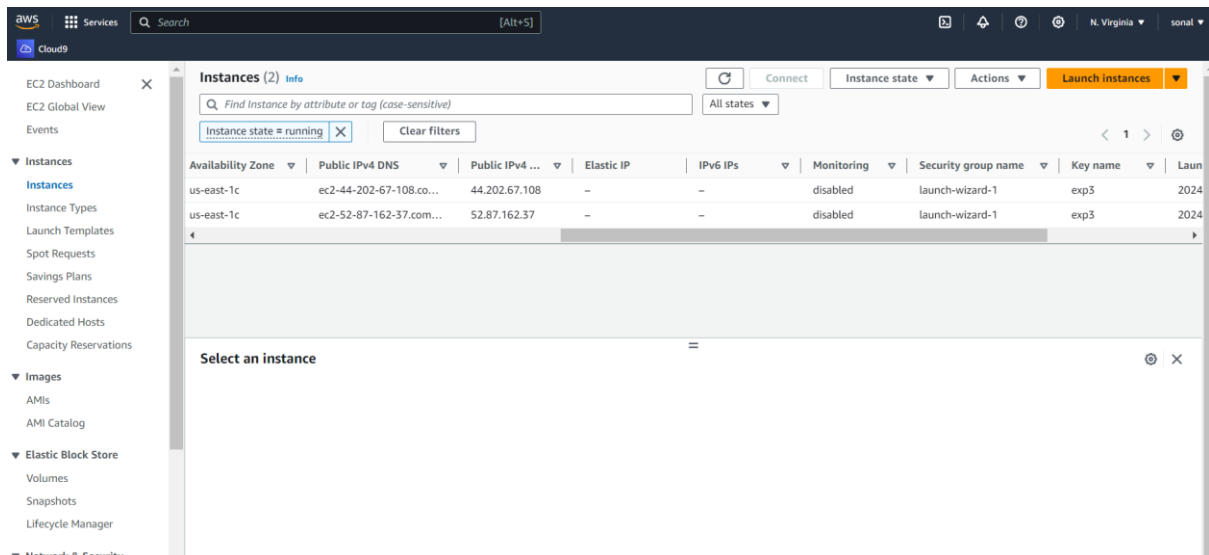 aws Services Search [Alt+S] N. Virginia ▼ sonal ▼
Cloud9
EC2 Dashboard
EC2 Global View
Events
▼ Instances
Instances
Instance Types
Launch Templates
Spot Requests
Savings Plans
Reserved Instances
Dedicated Hosts
Capacity Reservations
▼ Images
AMIs
AMI Catalog
▼ Elastic Block Store
Volumes
Snapshots
Lifecycle Manager
▼ Network & Security
Instances (2) Info Connect Instance state ▼ Actions ▼ Launch instances ▼
Find Instance by attribute or tag (case-sensitive) All states ▼
Instance state = running X Clear filters < 1 >
Availability Zone Public IPv4 DNS Public IPv4 ... Elastic IP IPv6 IPs Monitoring Security group name Key name Laun
us-east-1c ec2-44-202-67-108.co... 44.202.67.108 – – disabled launch-wizard-1 exp3 2024
us-east-1c ec2-52-87-162-37.com... 52.87.162.37 – – disabled launch-wizard-1 exp3 2024
Select an instance